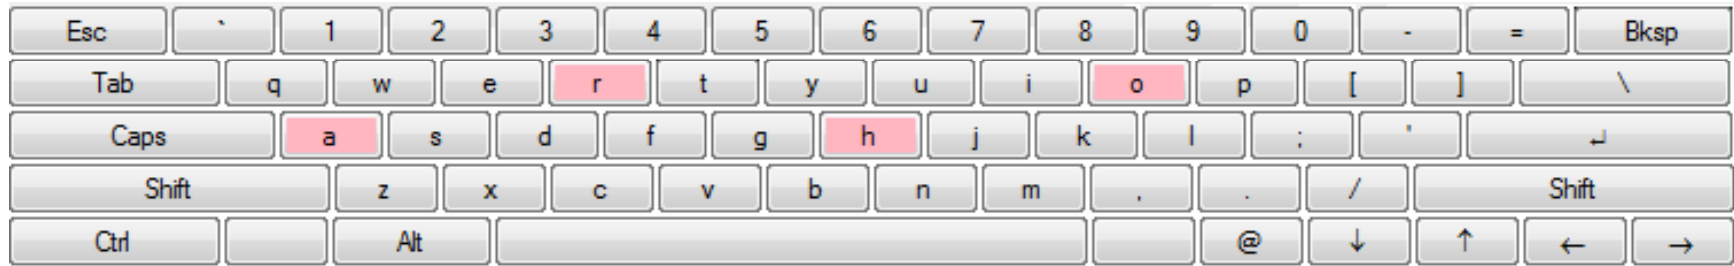 Esc ` 1 2 3 4 5 6 7 8 9 0 - = Bksp
Tab q w e r t y u i o p [ ] \
Caps a s d f g h j k l ; ' ↵
Shift z x c v b n m , . / Shift
Ctrl Alt @ ↓ ↑ ← →